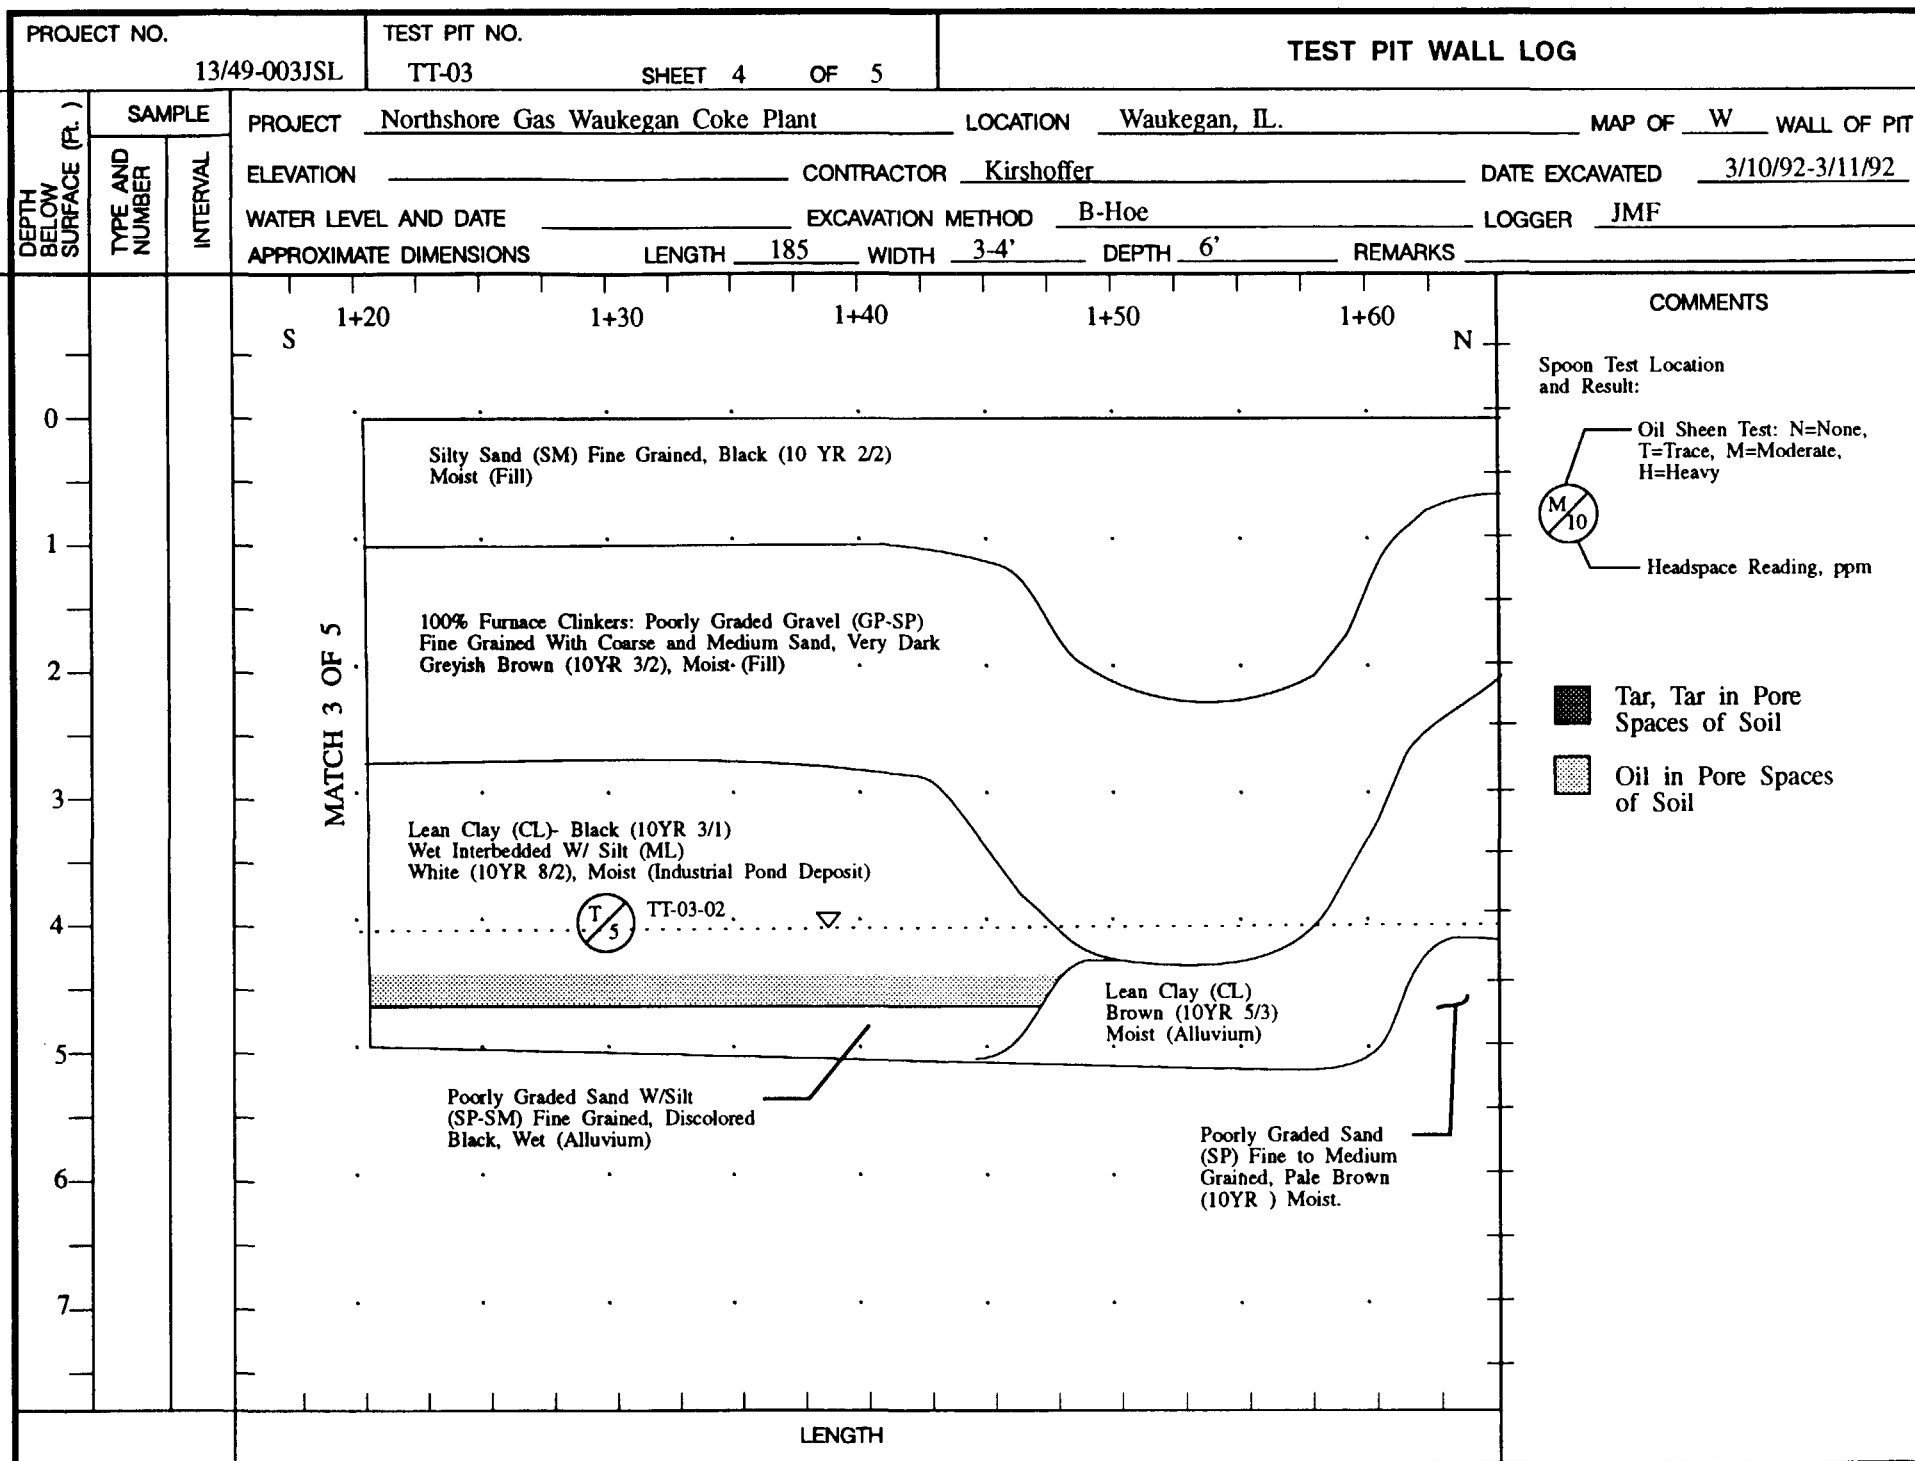 PROJECT NO.
13/49-003JSL
TEST PIT NO.
TT-03 SHEET 4 OF 5
TEST PIT WALL LOG
DEPTH
BELOW
SURFACE (Ft. )
SAMPLE
TYPE AND
NUMBER
INTERVAL
PROJECT Northshore Gas Waukegan Coke Plant LOCATION Waukegan, IL. MAP OF W WALL OF PIT
ELEVATION CONTRACTOR Kirshoffer DATE EXCAVATED 3/10/92-3/11/92
WATER LEVEL AND DATE EXCAVATION METHOD B-Hoe LOGGER JMF
APPROXIMATE DIMENSIONS LENGTH 185 WIDTH 3-4' DEPTH 6' REMARKS
1+20 1+30 1+40 1+50 1+60
S N
0
1
2
3
4
5
6
7
MATCH 3 OF 5
Silty Sand (SM) Fine Grained, Black (10 YR 2/2)
Moist (Fill)
100% Furnace Clinkers: Poorly Graded Gravel (GP-SP)
Fine Grained With Coarse and Medium Sand, Very Dark
Greyish Brown (10YR 3/2), Moist (Fill)
Lean Clay (CL)- Black (10YR 3/1)
Wet Interbedded W/ Silt (ML)
White (10YR 8/2), Moist (Industrial Pond Deposit)
T/5 TT-03-02
Lean Clay (CL)
Brown (10YR 5/3)
Moist (Alluvium)
Poorly Graded Sand W/Silt
(SP-SM) Fine Grained, Discolored
Black, Wet (Alluvium)
Poorly Graded Sand
(SP) Fine to Medium
Grained, Pale Brown
(10YR ) Moist.
LENGTH
COMMENTS
Spoon Test Location
and Result:
Oil Sheen Test: N=None,
T=Trace, M=Moderate,
H=Heavy
M/10
Headspace Reading, ppm
Tar, Tar in Pore
Spaces of Soil
Oil in Pore Spaces
of Soil